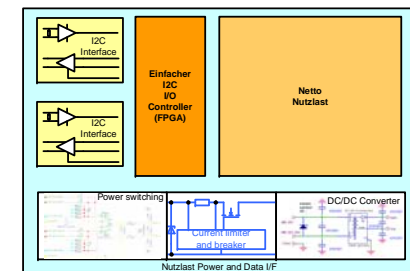 I2C
Interface
I2C
Interface
Einfacher
I2C
I/O
Controller
(FPGA)
Netto
Nutzlast
Power switching
Current limiter
and breaker
DC/DC Converter
Nutzlast Power and Data I/F